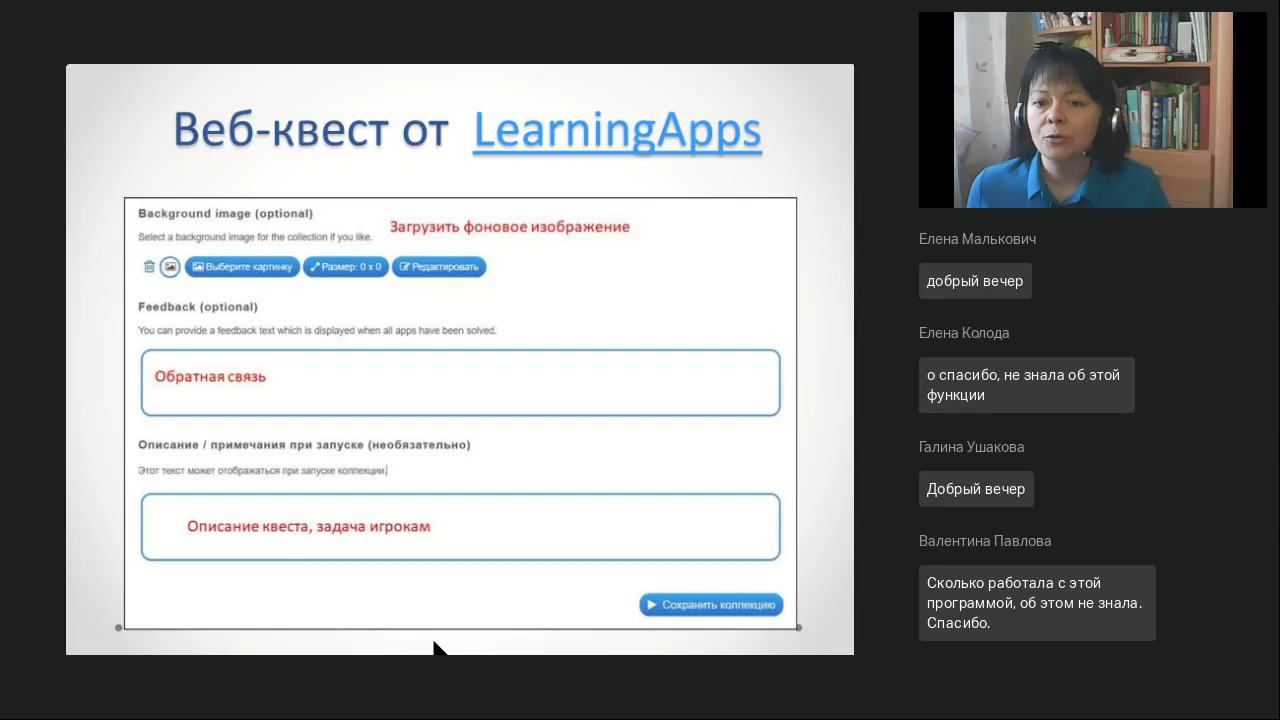 Веб-квест от LearningApps
Background image (optional)
Загрузить фоновое изображение
Select a background image for the collection if you like.
Выберите картинку Размер: 0 x 0 Редактировать
Feedback (optional)
You can provide a feedback text which is displayed when all apps have been solved.
Обратная связь
Описание / примечания при запуске (необязательно)
Этот текст может отображаться при запуске коллекции.
Описание квеста, задача игрокам
Сохранить коллекцию
Елена Малькович
добрый вечер
Елена Колода
о спасибо, не знала об этой
функции
Галина Ушакова
Добрый вечер
Валентина Павлова
Сколько работала с этой
программой, об этом не знала.
Спасибо.